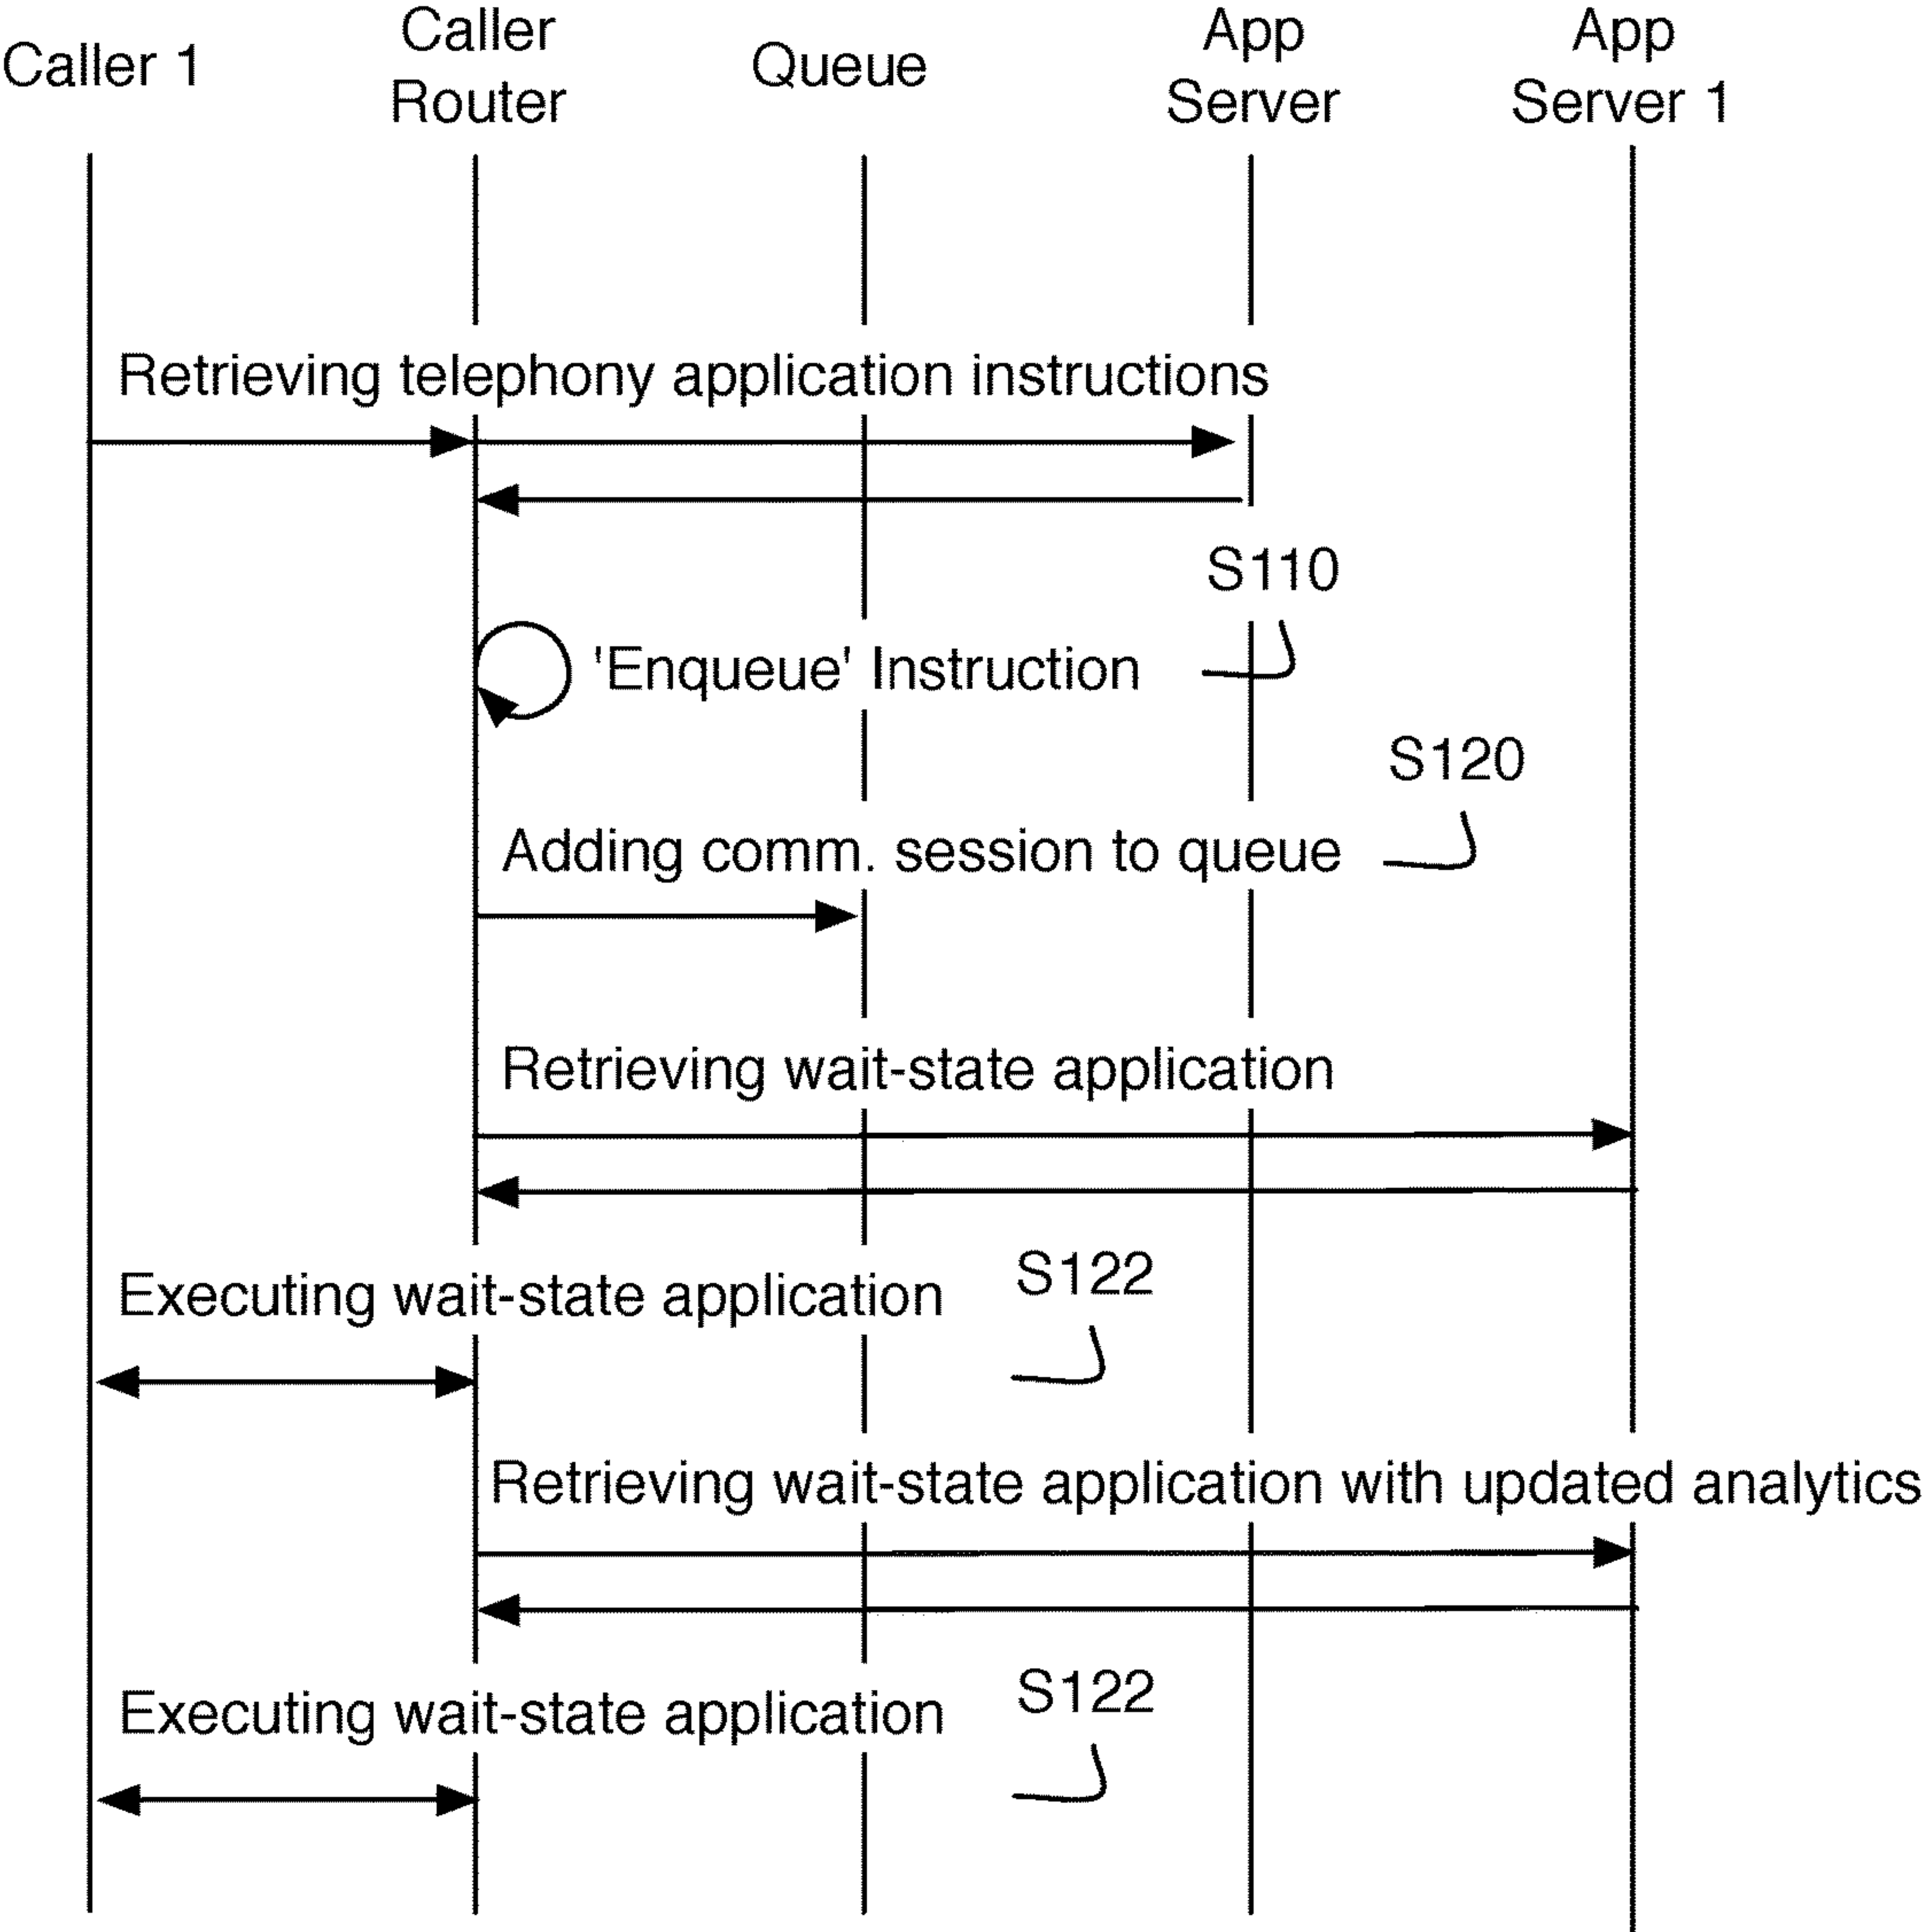 Caller 1
Caller
Router
Queue
App
Server
App
Server 1
Retrieving telephony application instructions
S110
'Enqueue' Instruction
S120
Adding comm. session to queue
Retrieving wait-state application
Executing wait-state application
S122
Retrieving wait-state application with updated analytics
Executing wait-state application
S122